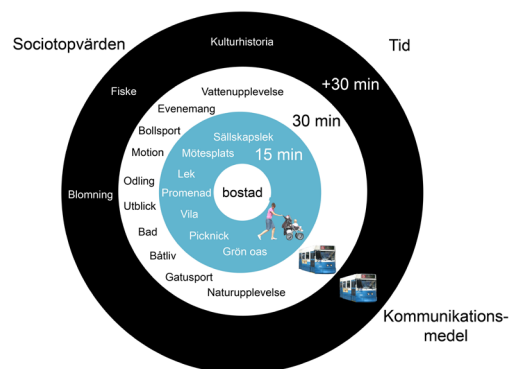 Sociotopvärden
Kulturhistoria
Tid
+30 min
Fiske
Vattenupplevelse
30 min
Evenemang
Bollsport
Sällskapslek
Motion
Mötesplats
15 min
Lek
Odling
Blomning
Promenad
bostad
Utblick
Vila
Bad
Picknick
Båtliv
Grön oas
Gatusport
Naturupplevelse
Kommunikations-
medel